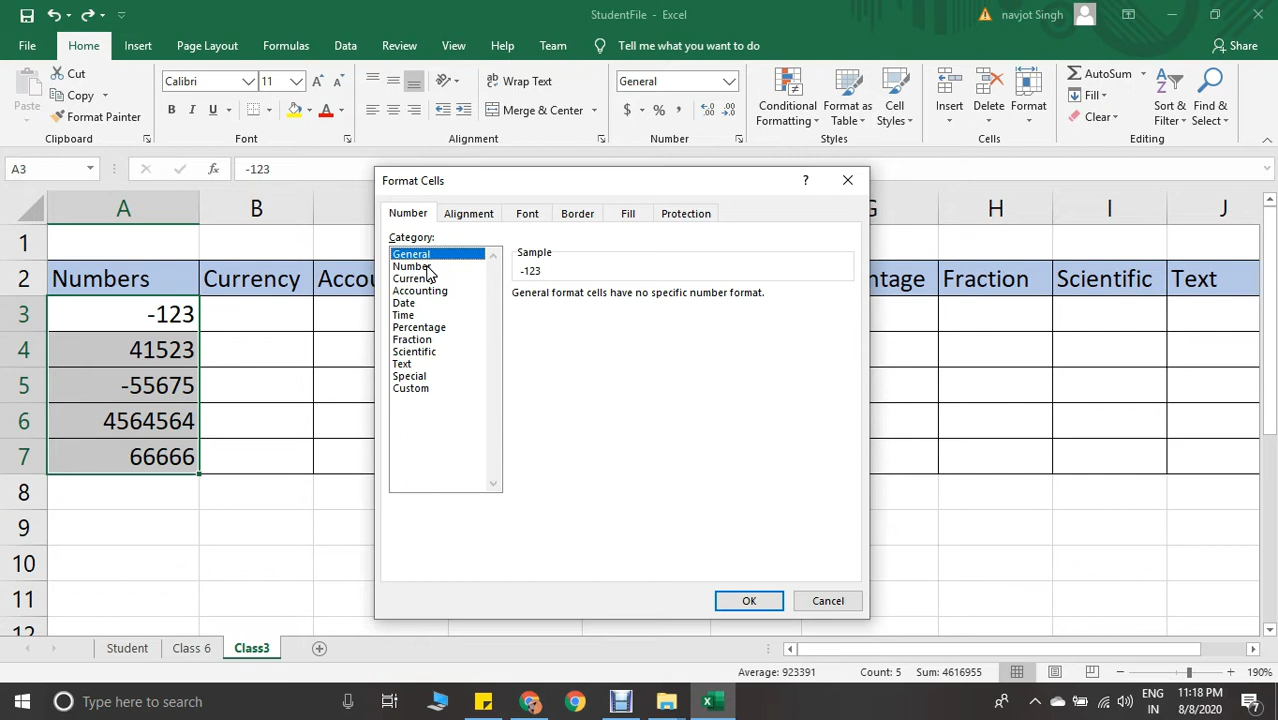 StudentFile - Excel
navjot Singh
File Home Insert Page Layout Formulas Data Review View Help Team Tell me what you want to do Share
Paste
Cut
Copy
Format Painter
Clipboard
Calibri 11
B I U
Font
Wrap Text
Merge & Center
Alignment
General
$ % ,
Number
Conditional Formatting
Format as Table
Cell Styles
Styles
Insert Delete Format
Cells
AutoSum
Fill
Clear
Sort & Filter
Find & Select
Editing
A3 fx -123
A B G H I J
1
2 Numbers Currency Accou entage Fraction Scientific Text
3 -123
4 41523
5 -55675
6 4564564
7 66666
8
9
10
11
12
Format Cells
?
Number Alignment Font Border Fill Protection
Category:
General
Number
Currency
Accounting
Date
Time
Percentage
Fraction
Scientific
Text
Special
Custom
Sample
-123
General format cells have no specific number format.
OK Cancel
Student Class 6 Class3
Average: 923391 Count: 5 Sum: 4616955 190%
Type here to search
ENG
IN
11:18 PM
8/8/2020
7